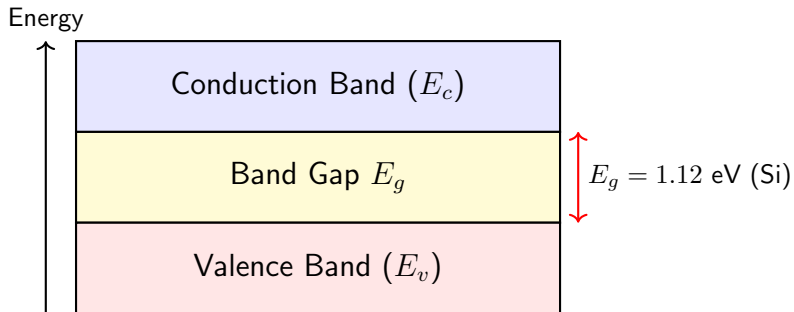 Energy
Conduction Band (E_c)
Band Gap E_g
E_g = 1.12 eV (Si)
Valence Band (E_v)